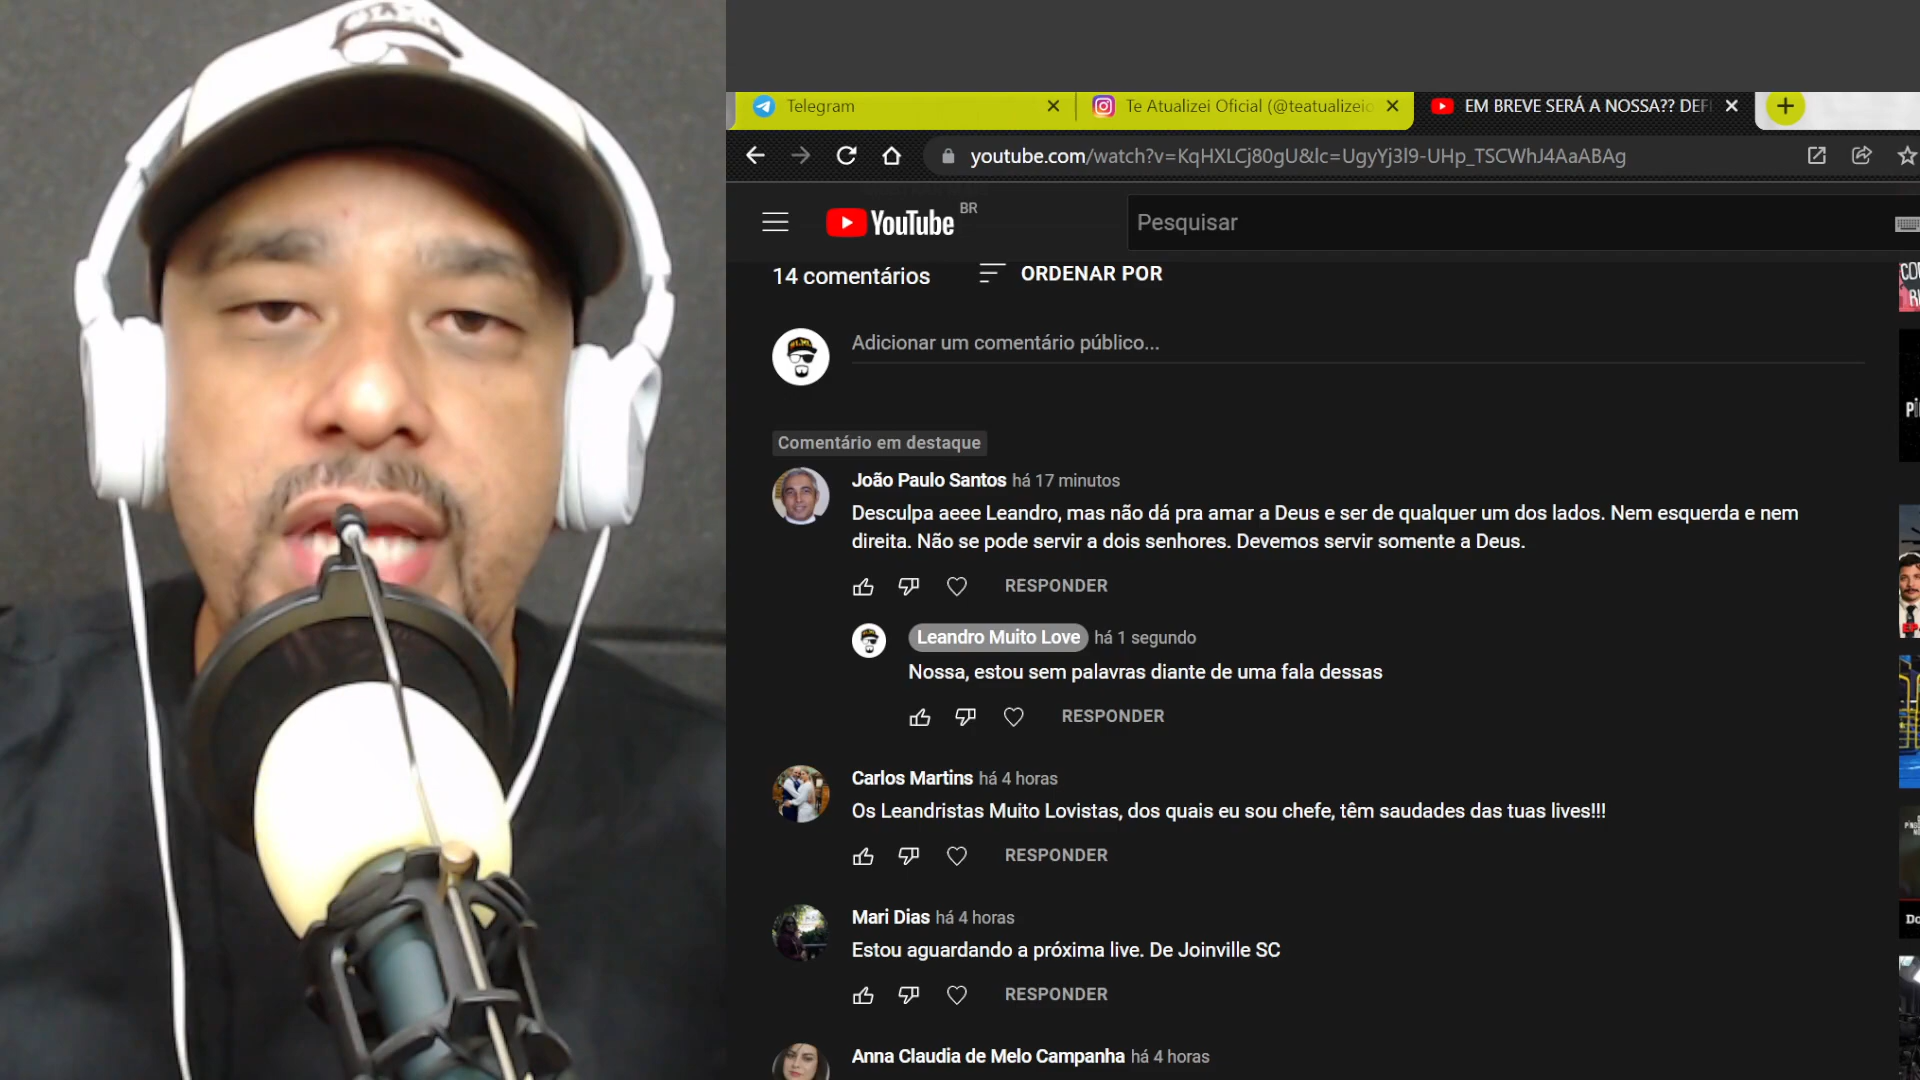 #LML
Telegram
Te Atualizei Oficial (@teatualizeio
EM BREVE SERÁ A NOSSA?? DEF
youtube.com/watch?v=KqHXLCj80gU&lc=UgyYj3l9-UHp_TSCWhJ4AaABAg
YouTube BR
Pesquisar
14 comentários
ORDENAR POR
Adicionar um comentário público...
Comentário em destaque
João Paulo Santos há 17 minutos
Desculpa aeee Leandro, mas não dá pra amar a Deus e ser de qualquer um dos lados. Nem esquerda e nem
direita. Não se pode servir a dois senhores. Devemos servir somente a Deus.
RESPONDER
Leandro Muito Love há 1 segundo
Nossa, estou sem palavras diante de uma fala dessas
RESPONDER
Carlos Martins há 4 horas
Os Leandristas Muito Lovistas, dos quais eu sou chefe, têm saudades das tuas lives!!!
RESPONDER
Mari Dias há 4 horas
Estou aguardando a próxima live. De Joinville SC
RESPONDER
Anna Claudia de Melo Campanha há 4 horas